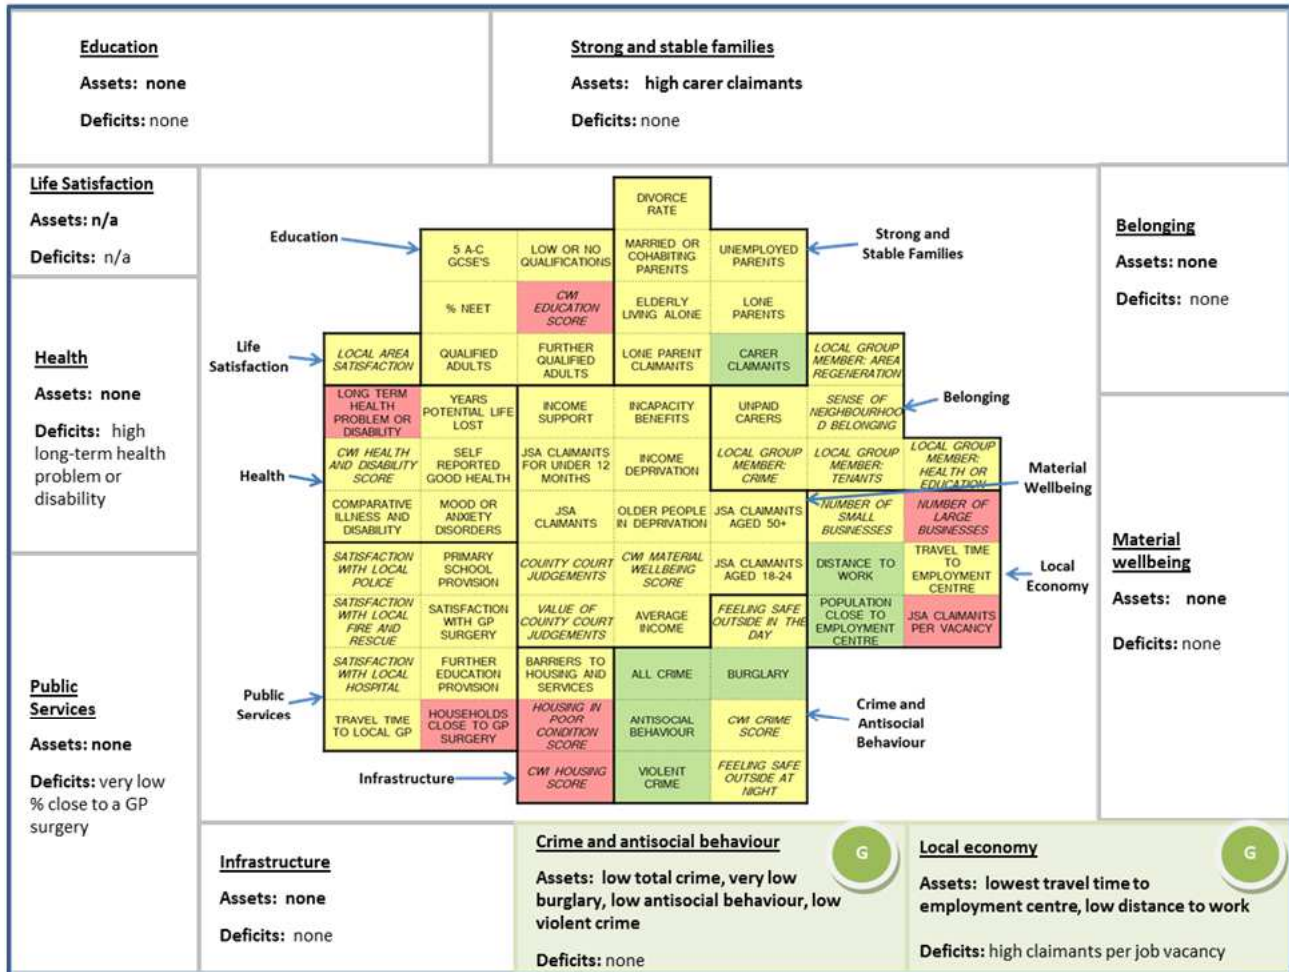 Education
Assets: none
Deficits: none
Strong and stable families
Assets: high carer claimants
Deficits: none
Life Satisfaction
Assets: n/a
Deficits: n/a
Health
Assets: none
Deficits: high
long-term health
problem or
disability
Public
Services
Assets: none
Deficits: very low
% close to a GP
surgery
Education
Life
Satisfaction
Health
Public
Services
Infrastructure
DIVORCE
RATE
5 A-C
GCSE'S
LOW OR NO
QUALIFICATIONS
MARRIED OR
COHABITING
PARENTS
UNEMPLOYED
PARENTS
% NEET
CWI
EDUCATION
SCORE
ELDERLY
LIVING ALONE
LONE
PARENTS
LOCAL AREA
SATISFACTION
QUALIFIED
ADULTS
FURTHER
QUALIFIED
ADULTS
LONE PARENT
CLAIMANTS
CARER
CLAIMANTS
LOCAL GROUP
MEMBER: AREA
REGENERATION
LONG TERM
HEALTH
PROBLEM OR
DISABILITY
YEARS
POTENTIAL LIFE
LOST
INCOME
SUPPORT
INCAPACITY
BENEFITS
UNPAID
CARERS
SENSE OF
NEIGHBOURHOO
D BELONGING
CWI HEALTH
AND DISABILITY
SCORE
SELF
REPORTED
GOOD HEALTH
JSA CLAIMANTS
FOR UNDER 12
MONTHS
INCOME
DEPRIVATION
LOCAL GROUP
MEMBER: CRIME
LOCAL GROUP
MEMBER:
TENANTS
LOCAL GROUP
MEMBER:
HEALTH OR
EDUCATION
COMPARATIVE
ILLNESS AND
DISABILITY
MOOD OR
ANXIETY
DISORDERS
JSA
CLAIMANTS
OLDER PEOPLE
IN DEPRIVATION
JSA CLAIMANTS
AGED 50+
NUMBER OF
SMALL
BUSINESSES
NUMBER OF
LARGE
BUSINESSES
SATISFACTION
WITH LOCAL
POLICE
PRIMARY
SCHOOL
PROVISION
COUNTY COURT
JUDGEMENTS
CWI MATERIAL
WELLBEING
SCORE
JSA CLAIMANTS
AGED 18-24
DISTANCE TO
WORK
TRAVEL TIME
TO
EMPLOYMENT
CENTRE
SATISFACTION
WITH LOCAL
FIRE AND
RESCUE
SATISFACTION
WITH GP
SURGERY
VALUE OF
COUNTY COURT
JUDGEMENTS
AVERAGE
INCOME
FEELING SAFE
OUTSIDE IN THE
DAY
POPULATION
CLOSE TO
EMPLOYMENT
CENTRE
JSA CLAIMANTS
PER VACANCY
SATISFACTION
WITH LOCAL
HOSPITAL
FURTHER
EDUCATION
PROVISION
BARRIERS TO
HOUSING AND
SERVICES
ALL CRIME
BURGLARY
TRAVEL TIME
TO LOCAL GP
HOUSEHOLDS
CLOSE TO GP
SURGERY
HOUSING IN
POOR
CONDITION
SCORE
ANTISOCIAL
BEHAVIOUR
CWI CRIME
SCORE
CWI HOUSING
SCORE
VIOLENT
CRIME
FEELING SAFE
OUTSIDE AT
NIGHT
Strong and
Stable Families
Belonging
Material
Wellbeing
Local
Economy
Crime and
Antisocial
Behaviour
Belonging
Assets: none
Deficits: none
Material
wellbeing
Assets: none
Deficits: none
Infrastructure
Assets: none
Deficits: none
Crime and antisocial behaviour
G
Assets: low total crime, very low
burglary, low antisocial behaviour, low
violent crime
Deficits: none
Local economy
G
Assets: lowest travel time to
employment centre, low distance to work
Deficits: high claimants per job vacancy